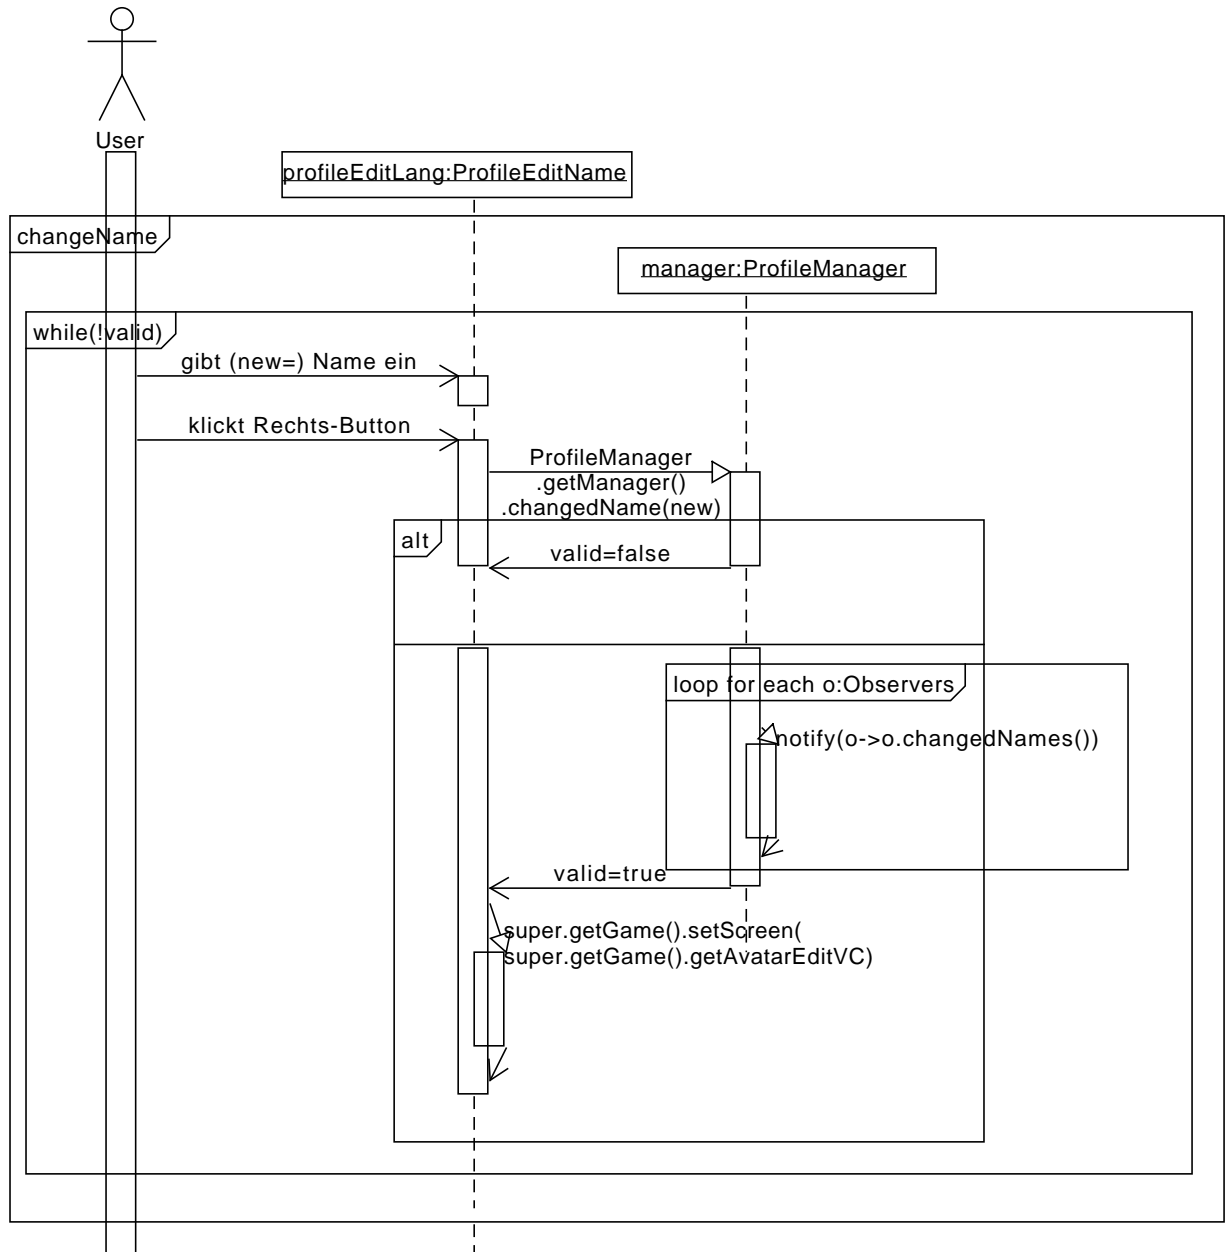 User
profileEditLang:ProfileEditName
changeName
manager:ProfileManager
while(!valid)
gibt (new=) Name ein
klickt Rechts-Button
ProfileManager
.getManager()
.changedName(new)
alt
valid=false
loop for each o:Observers
notify(o->o.changedNames())
valid=true
super.getGame().setScreen(
super.getGame().getAvatarEditVC)